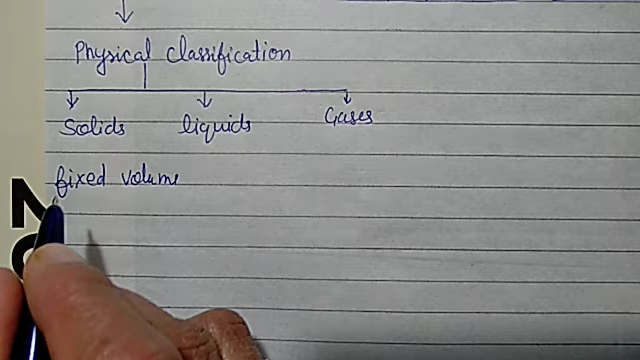 Physical classification
Solids liquids Gases
fixed volume